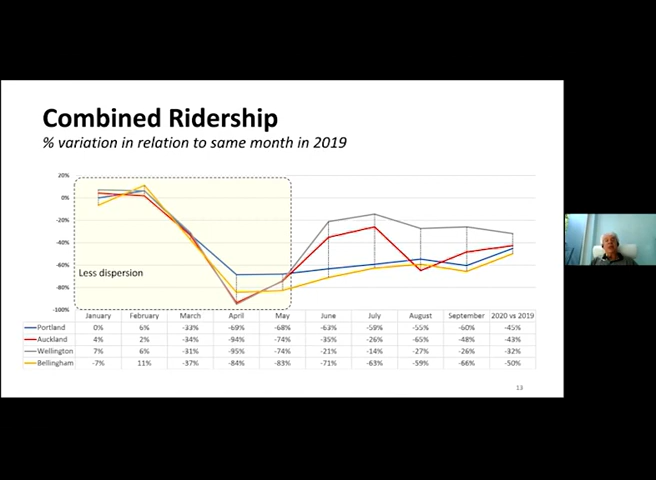 Combined Ridership
% variation in relation to same month in 2019
20%
0%
-20%
-40%
-60%
-80%
-100%
Less dispersion
January February March April May June July August September 2020 vs 2019
Portland 0% 6% -33% -69% -68% -63% -59% -55% -60% -45%
Auckland 4% 2% -34% -94% -74% -35% -26% -65% -48% -43%
Wellington 7% 6% -31% -95% -74% -21% -14% -27% -26% -32%
Bellingham -7% 11% -37% -84% -83% -71% -63% -59% -66% -50%
13